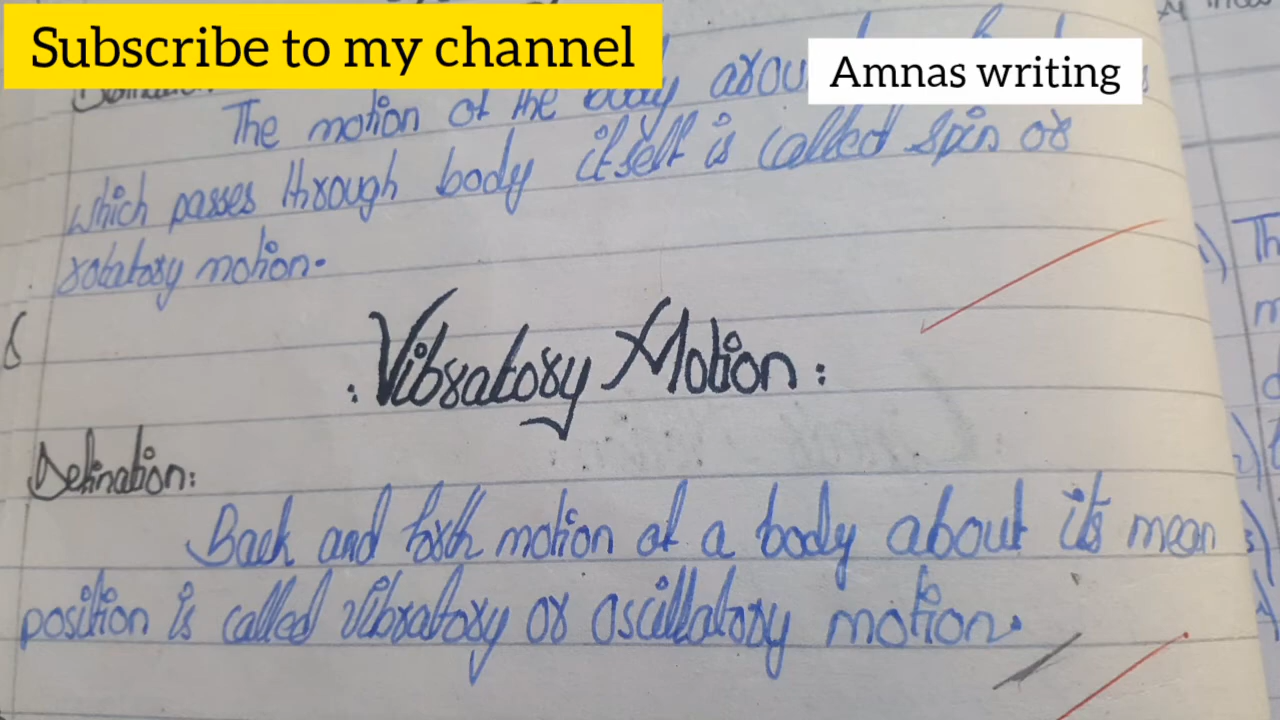 Subscribe to my channel
Amnas writing
The motion of the body
which passes through body itself is called spin or
rotatory motion.
: Vibratory Motion :
Defination:
Back and forth motion of a body about its mean
position is called vibratory or oscillatory motion.